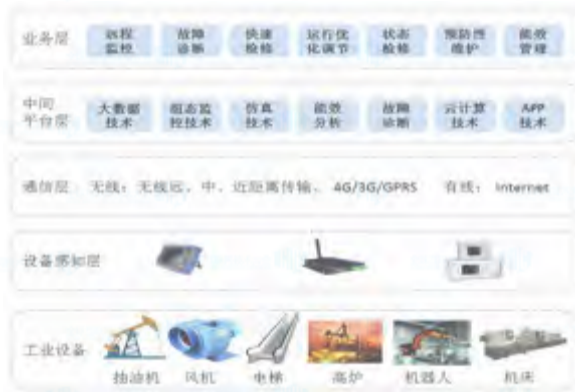 业务层
远程 故障 快速 运行优 状态 预防性 能效
监控 诊断 检修 化调节 检修 维护 管理
中间
平台层
大数据 组态监 仿真 能效 故障 云计算 APP
技术 控技术 技术 分析 诊断 技术 技术
通信层 无线：无线远、中、近距离传输、4G/3G/GPRS 有线：Internet
设备感知层
工业设备
抽油机 风机 电梯 高炉 机器人 机床